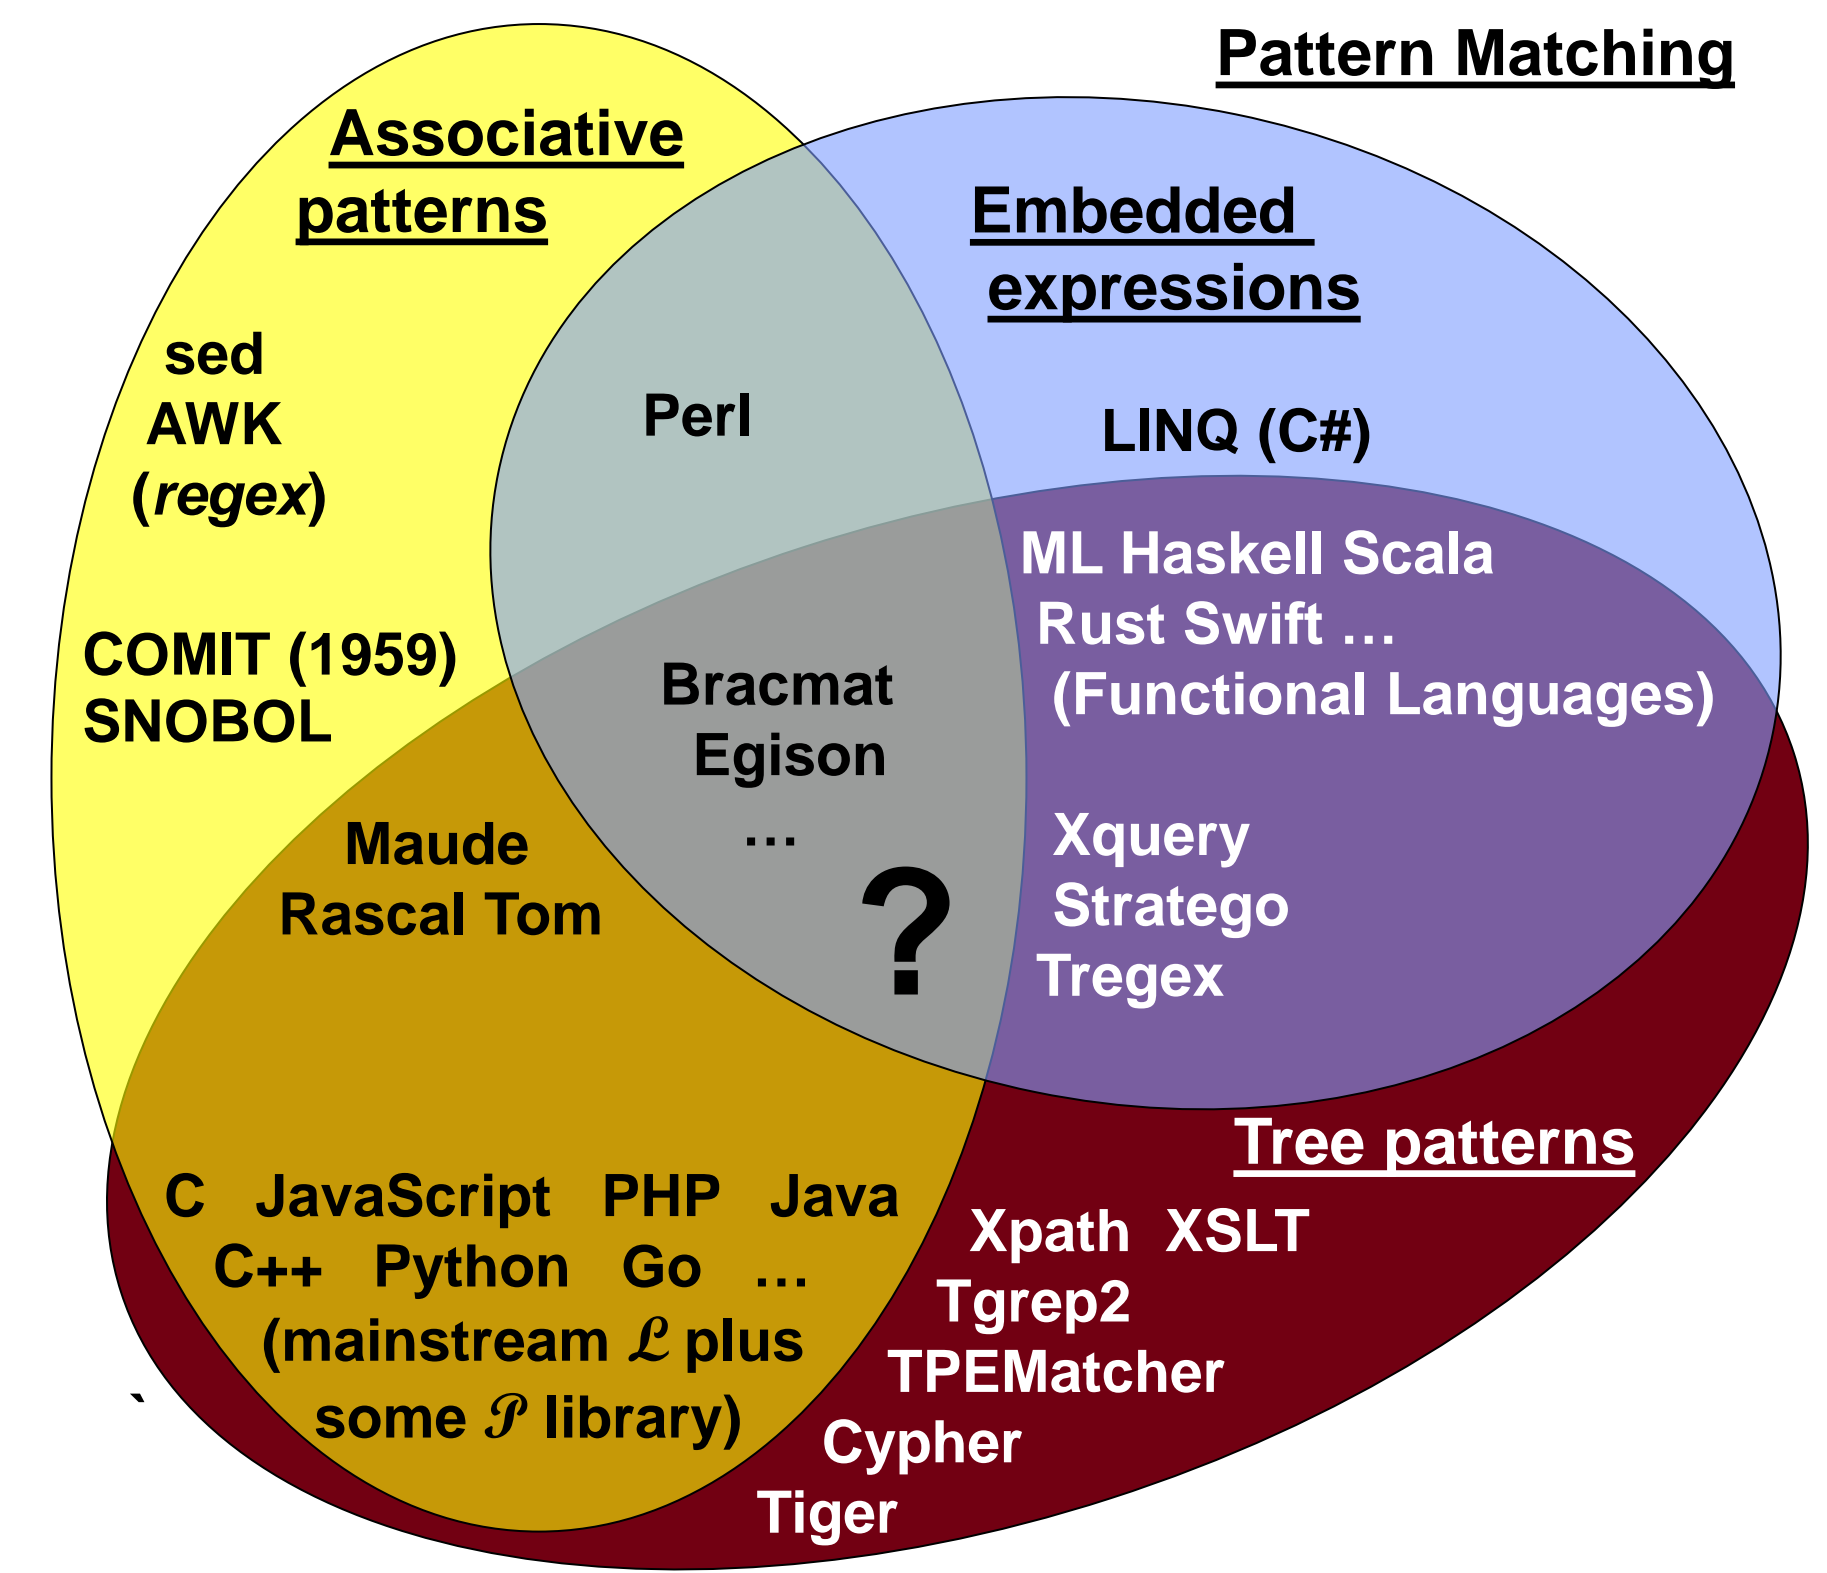 Pattern Matching
Associative
patterns
Embedded
expressions
sed
AWK
(regex)
Perl
LINQ (C#)
COMIT (1959)
SNOBOL
ML Haskell Scala
Rust Swift …
(Functional Languages)
Bracmat
Egison
…
?
Maude
Rascal Tom
Xquery
Stratego
Tregex
Tree patterns
C JavaScript PHP Java
C++ Python Go …
(mainstream ℒ plus
some 𝒫 library)
`
Xpath XSLT
Tgrep2
TPEMatcher
Cypher
Tiger